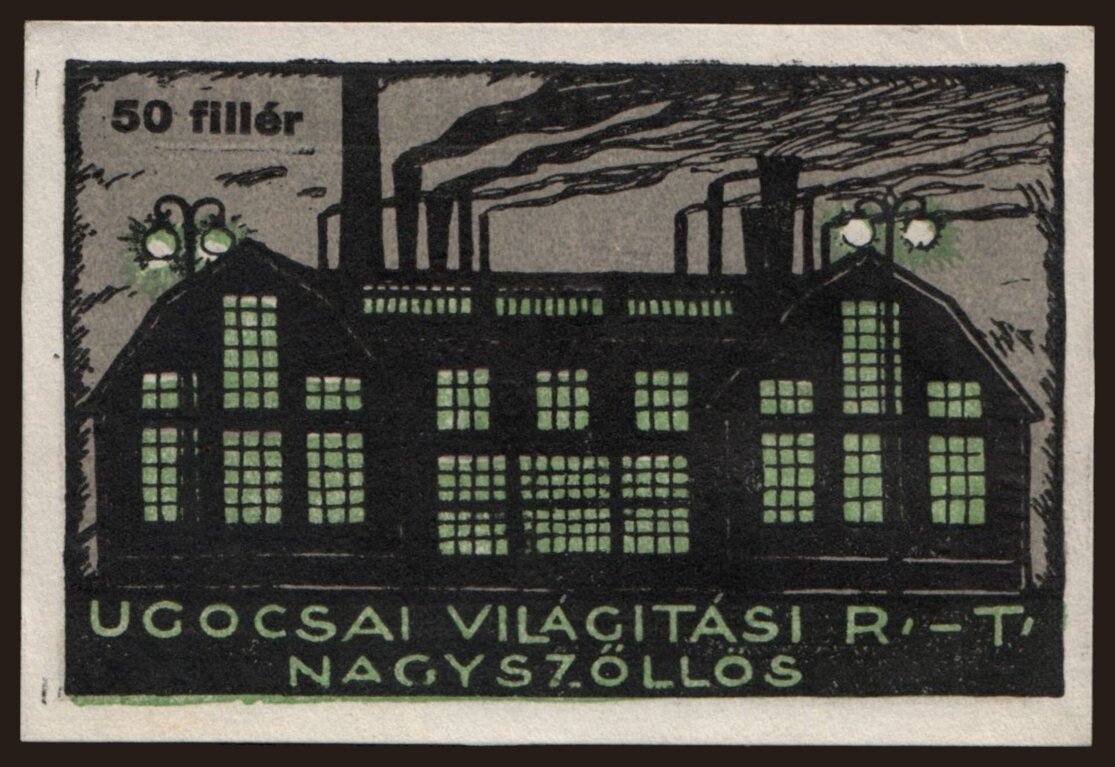 50 fillér
UGOCSAI VILÁGITÁSI R.-T.
NAGYSZŐLLŐS